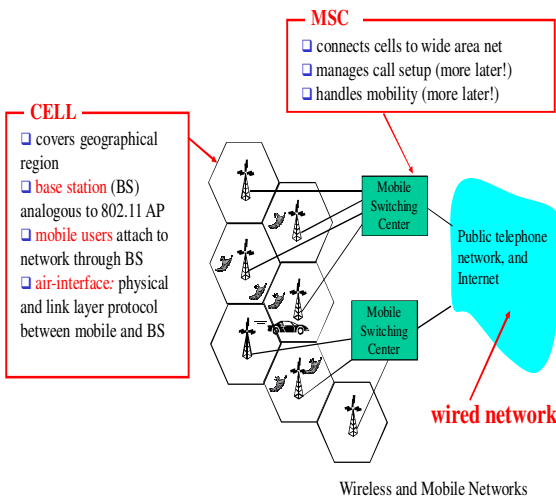 MSC
❑ connects cells to wide area net
❑ manages call setup (more later!)
❑ handles mobility (more later!)
CELL
❑ covers geographical
region
❑ base station (BS)
analogous to 802.11 AP
❑ mobile users attach to
network through BS
❑ air-interface: physical
and link layer protocol
between mobile and BS
Mobile
Switching
Center
Public telephone
network, and
Internet
Mobile
Switching
Center
wired network
Wireless and Mobile Networks